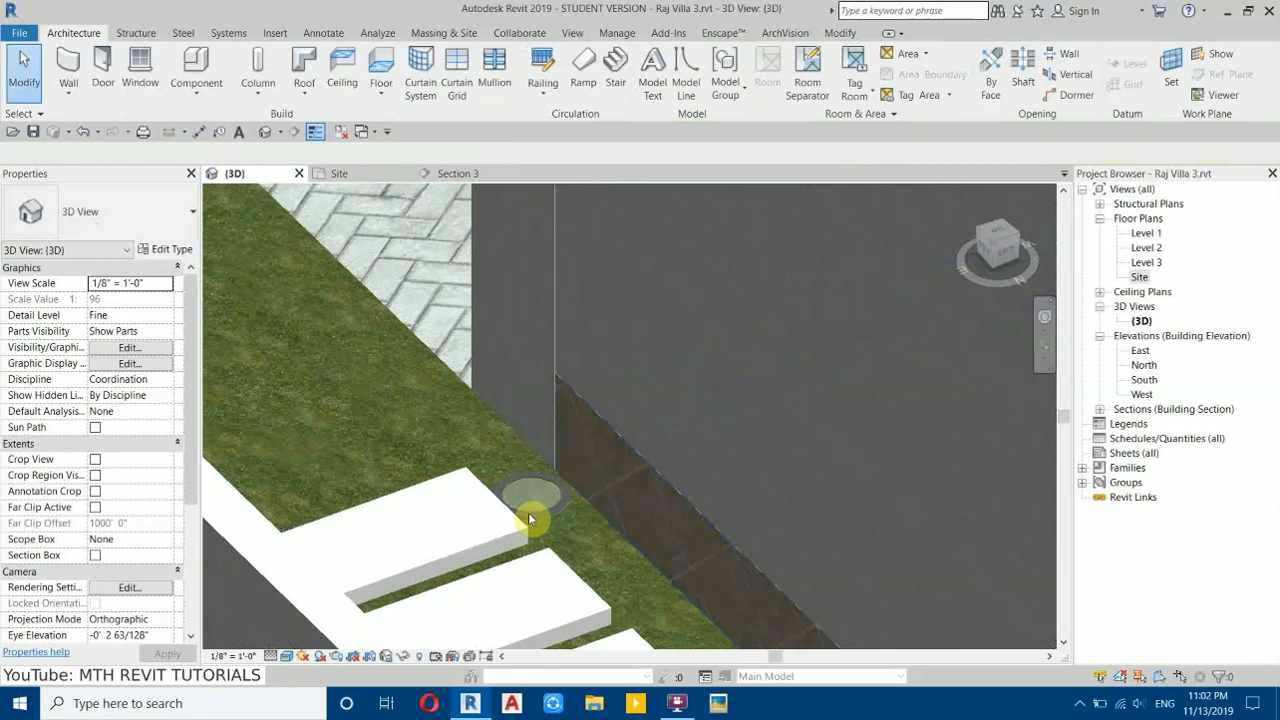 Autodesk Revit 2019 - STUDENT VERSION - Raj Villa 3.rvt - 3D View: {3D}
Type a keyword or phrase
Sign In
File Architecture Structure Steel Systems Insert Annotate Analyze Massing & Site Collaborate View Manage Add-Ins Enscape™ ArchVision Modify
Modify Wall Door Window Component Column Roof Ceiling Curtain System Curtain Grid Mullion Floor Railing Ramp Stair Model Text Model Line Model Group Room Room Separator Tag Room
Area Area Boundary Tag Area
By Face Shaft Wall Vertical Dormer
Level Grid
Set Show Ref Plane Viewer
Select Build Circulation Model Room & Area Opening Datum Work Plane
Properties
{3D} Site Section 3
Project Browser - Raj Villa 3.rvt
3D View
3D View: {3D} Edit Type
Graphics
View Scale 1/8" = 1'-0"
Scale Value 1: 96
Detail Level Fine
Parts Visibility Show Parts
Visibility/Graphi... Edit...
Graphic Display ... Edit...
Discipline Coordination
Show Hidden Li... By Discipline
Default Analysis... None
Sun Path
Extents
Crop View
Crop Region Vis...
Annotation Crop
Far Clip Active
Far Clip Offset 1000' 0"
Scope Box None
Section Box
Camera
Rendering Setti... Edit...
Locked Orientati...
Projection Mode Orthographic
Eye Elevation -0' 2 63/128"
Properties help Apply
Views (all)
Structural Plans
Floor Plans
Level 1
Level 2
Level 3
Site
Ceiling Plans
3D Views
{3D}
Elevations (Building Elevation)
East
North
South
West
Sections (Building Section)
Legends
Schedules/Quantities (all)
Sheets (all)
Families
Groups
Revit Links
1/8" = 1'-0"
YouTube: MTH REVIT TUTORIALS
:0 Main Model :0
Type here to search
ENG
11:02 PM
11/13/2019